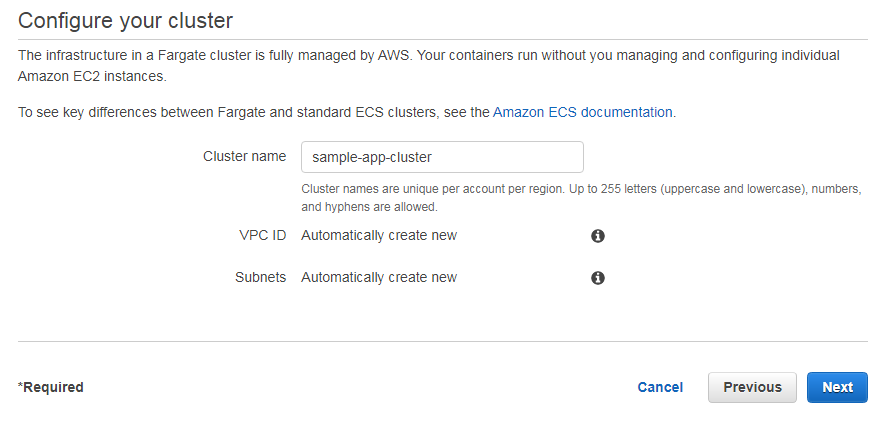 Configure your cluster
The infrastructure in a Fargate cluster is fully managed by AWS. Your containers run without you managing and configuring individual
Amazon EC2 instances.
To see key differences between Fargate and standard ECS clusters, see the Amazon ECS documentation.
Cluster name sample-app-cluster
Cluster names are unique per account per region. Up to 255 letters (uppercase and lowercase), numbers,
and hyphens are allowed.
VPC ID Automatically create new
Subnets Automatically create new
*Required Cancel Previous Next